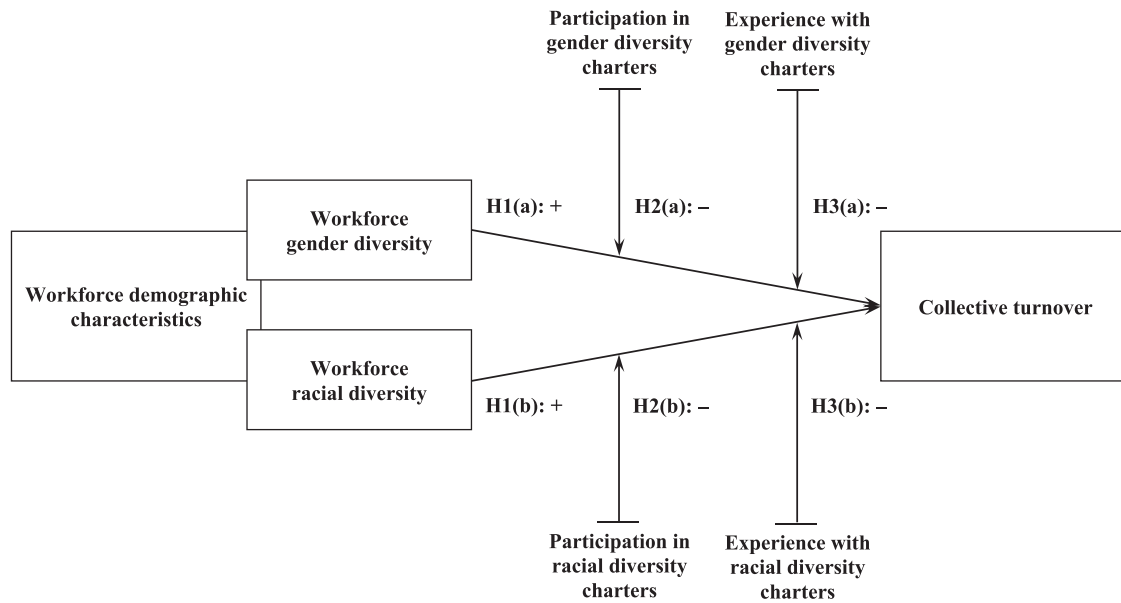 Participation in
gender diversity
charters
Experience with
gender diversity
charters
H1(a): +
H2(a): –
H3(a): –
Workforce
gender diversity
Workforce demographic
characteristics
Collective turnover
Workforce
racial diversity
H1(b): +
H2(b): –
H3(b): –
Participation in
racial diversity
charters
Experience with
racial diversity
charters